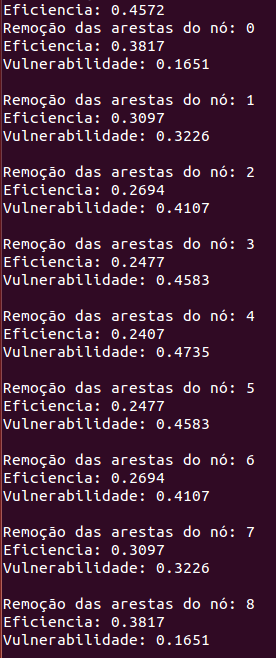 Eficiencia: 0.4572
Remoção das arestas do nó: 0
Eficiencia: 0.3817
Vulnerabilidade: 0.1651
Remoção das arestas do nó: 1
Eficiencia: 0.3097
Vulnerabilidade: 0.3226
Remoção das arestas do nó: 2
Eficiencia: 0.2694
Vulnerabilidade: 0.4107
Remoção das arestas do nó: 3
Eficiencia: 0.2477
Vulnerabilidade: 0.4583
Remoção das arestas do nó: 4
Eficiencia: 0.2407
Vulnerabilidade: 0.4735
Remoção das arestas do nó: 5
Eficiencia: 0.2477
Vulnerabilidade: 0.4583
Remoção das arestas do nó: 6
Eficiencia: 0.2694
Vulnerabilidade: 0.4107
Remoção das arestas do nó: 7
Eficiencia: 0.3097
Vulnerabilidade: 0.3226
Remoção das arestas do nó: 8
Eficiencia: 0.3817
Vulnerabilidade: 0.1651